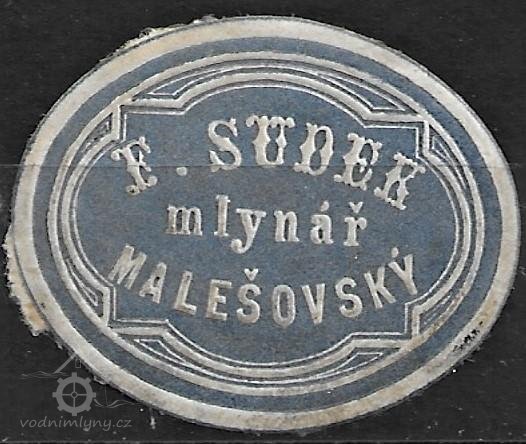 F. SUDEK
mlynář
MALEŠOVSKÝ
vodnimlyny.cz